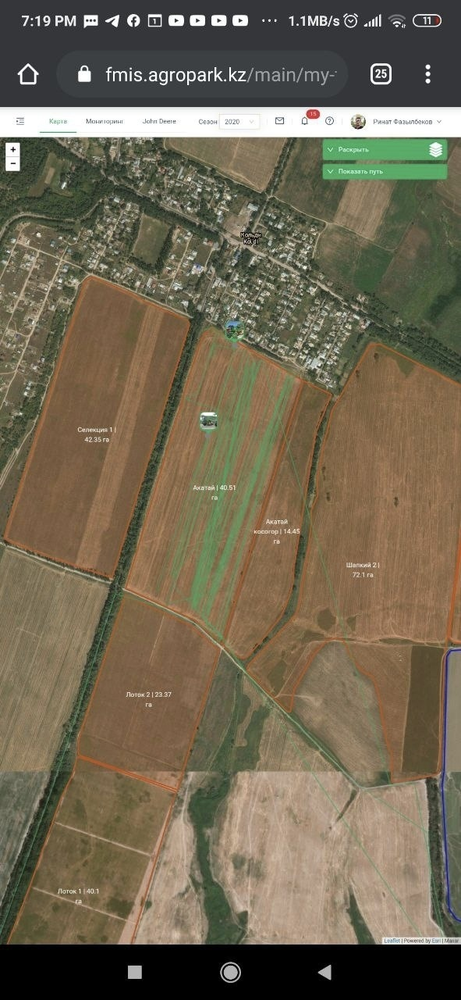 7:19 PM
1.1MB/s
11
fmis.agropark.kz/main/my-
25
Карта
Мониторинг
John Deere
Сезон
2020
15
Ринат Фазылбеков
+
−
Раскрыть
Показать путь
Кольди
Kol'di
Селекция 1 |
42.35 га
Акатай | 40.51
га
Акатай
косогор | 14.45
га
Шапкий 2 |
72.1 га
Лоток 2 | 23.37
га
Лоток 1 | 40.1
га
Leaflet | Powered by Esri | Maxar